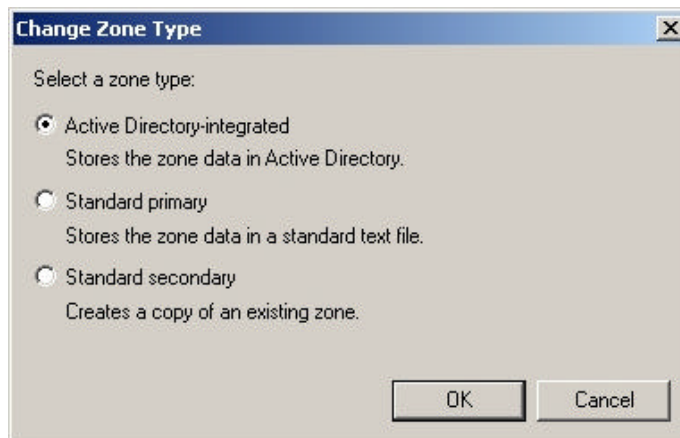 Change Zone Type
Select a zone type:
Active Directory-integrated
Stores the zone data in Active Directory.
Standard primary
Stores the zone data in a standard text file.
Standard secondary
Creates a copy of an existing zone.
OK Cancel